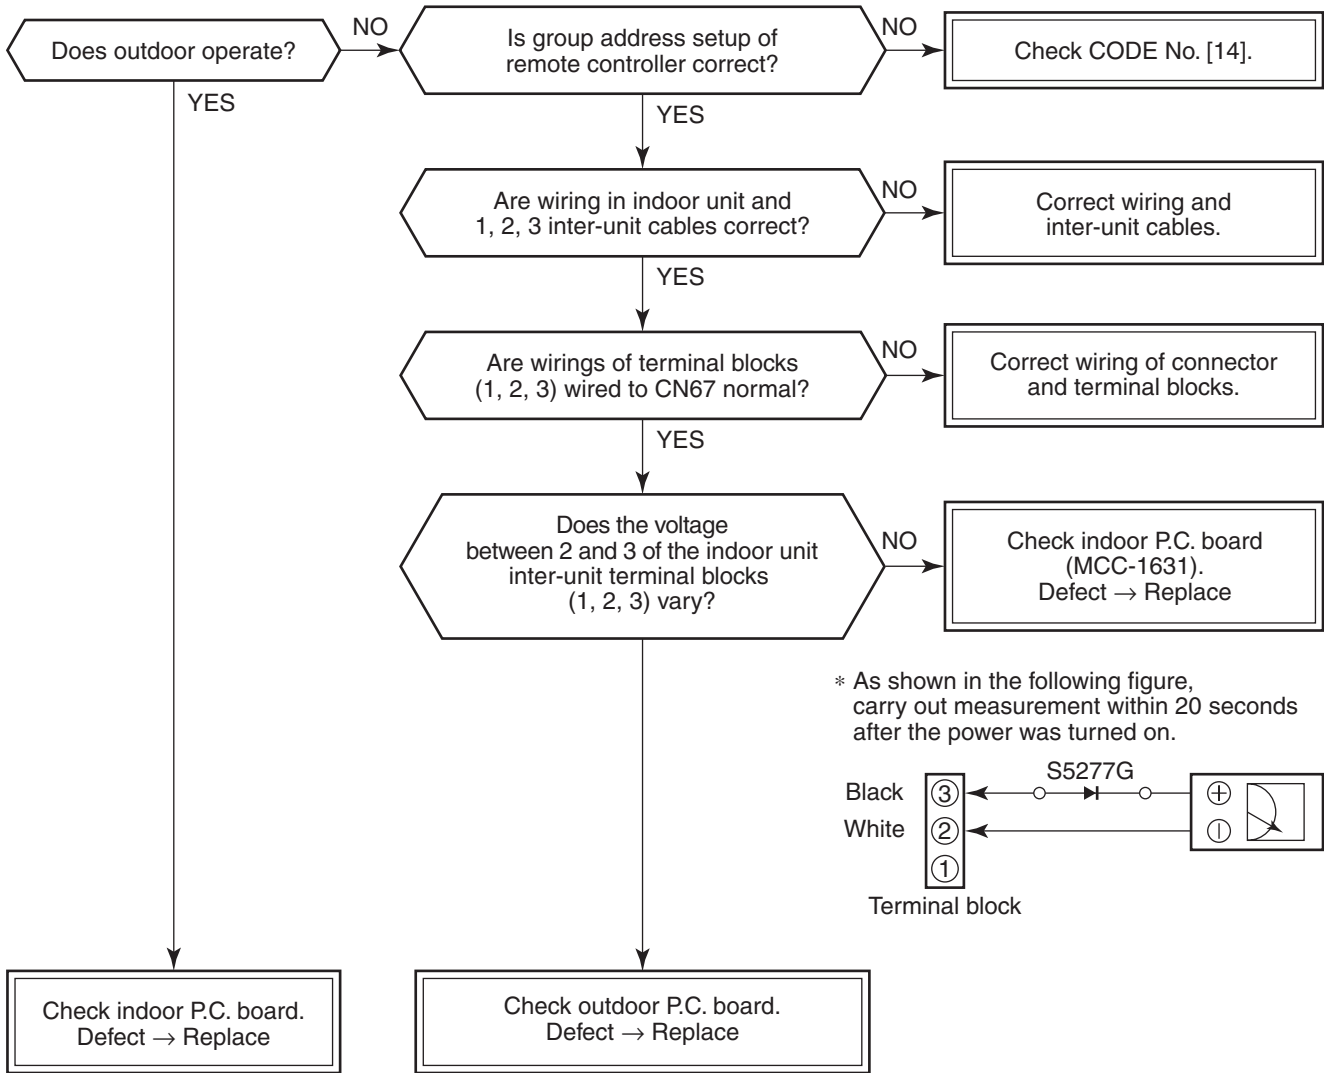 Does outdoor operate?
NO
YES
Is group address setup of
remote controller correct?
NO
Check CODE No. [14].
YES
Are wiring in indoor unit and
1, 2, 3 inter-unit cables correct?
NO
Correct wiring and
inter-unit cables.
YES
Are wirings of terminal blocks
(1, 2, 3) wired to CN67 normal?
NO
Correct wiring of connector
and terminal blocks.
YES
Does the voltage
between 2 and 3 of the indoor unit
inter-unit terminal blocks
(1, 2, 3) vary?
NO
Check indoor P.C. board
(MCC-1631).
Defect → Replace
* As shown in the following figure,
carry out measurement within 20 seconds
after the power was turned on.
S5277G
Black ③ ⊕
White ② ⊖
①
Terminal block
Check indoor P.C. board.
Defect → Replace
Check outdoor P.C. board.
Defect → Replace